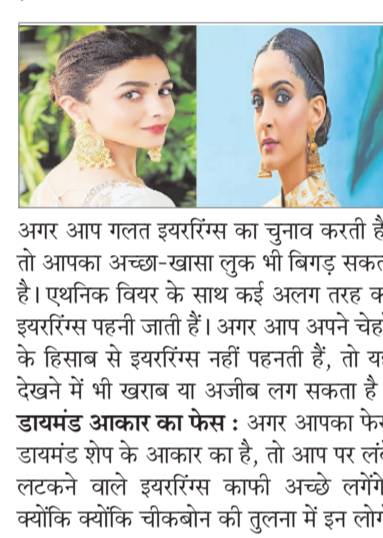 अगर आप गलत इयररिंग्स का चुनाव करती है
तो आपका अच्छा-खासा लुक भी बिगड़ सकत
है। एथनिक वियर के साथ कई अलग तरह क
इयररिंग्स पहनी जाती हैं। अगर आप अपने चेह
के हिसाब से इयररिंग्स नहीं पहनती हैं, तो य
देखने में भी खराब या अजीब लग सकता है
डायमंड आकार का फेस : अगर आपका फे
डायमंड शेप के आकार का है, तो आप पर लं
लटकने वाले इयररिंग्स काफी अच्छे लगेंगे
क्योंकि क्योंकि चीकबोन की तुलना में इन लोग